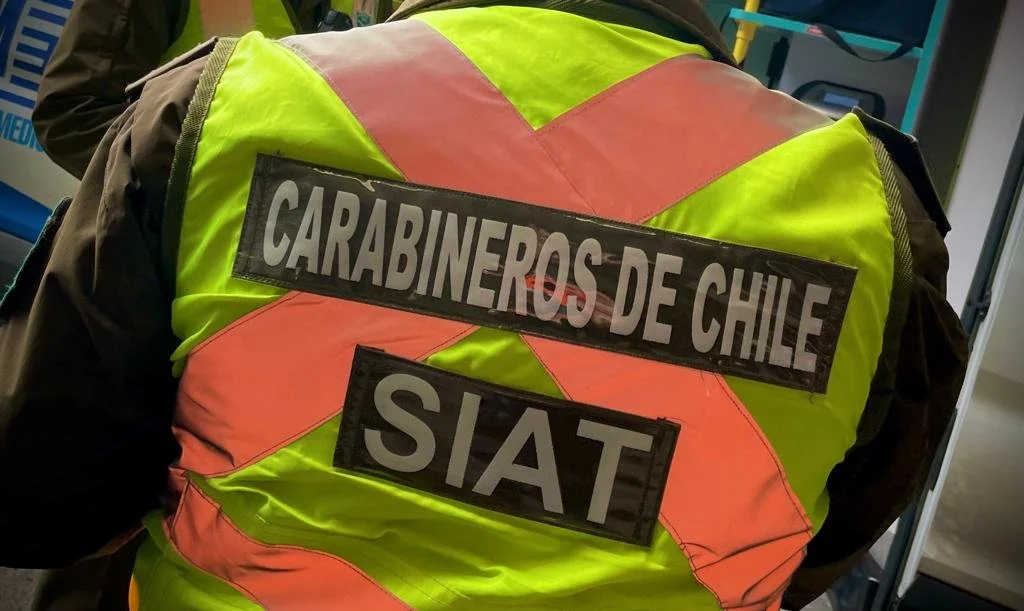 CARABINEROS DE CHILE
SIAT